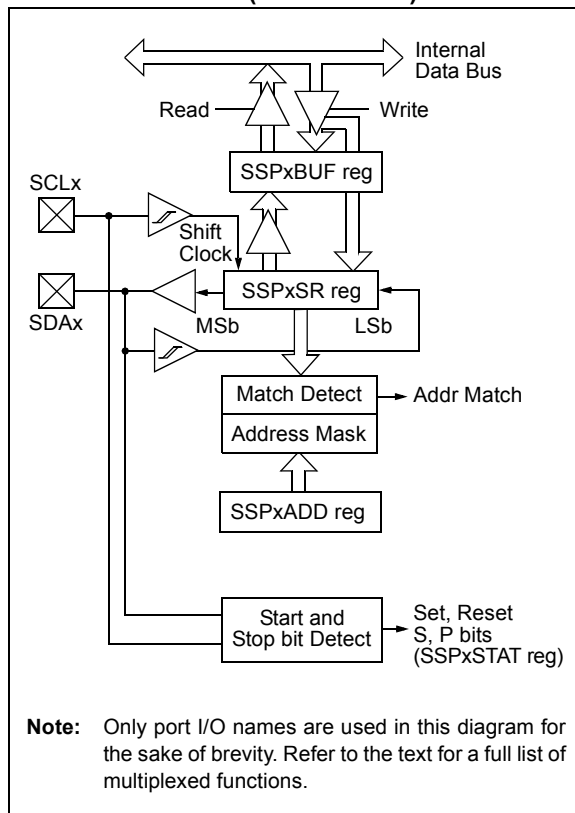 Internal
Data Bus
Read
Write
SSPxBUF reg
SCLx
Shift
Clock
SSPxSR reg
SDAx
MSb
LSb
Match Detect
Addr Match
Address Mask
SSPxADD reg
Start and
Stop bit Detect
Set, Reset
S, P bits
(SSPxSTAT reg)
Note: Only port I/O names are used in this diagram for
the sake of brevity. Refer to the text for a full list of
multiplexed functions.